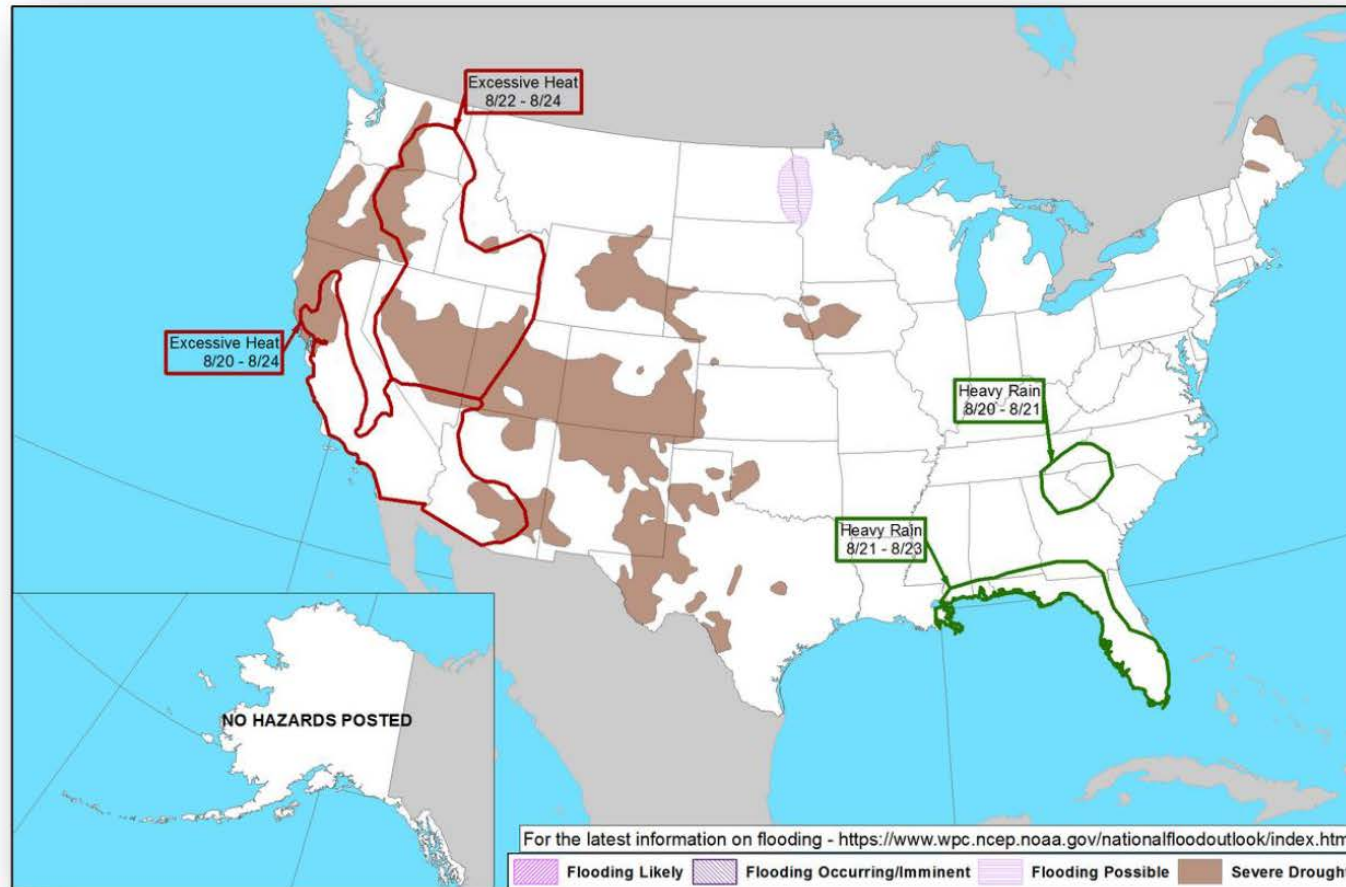 Excessive Heat
8/22 - 8/24
Excessive Heat
8/20 - 8/24
Heavy Rain
8/20 - 8/21
Heavy Rain
8/21 - 8/23
NO HAZARDS POSTED
For the latest information on flooding - https://www.wpc.ncep.noaa.gov/nationalfloodoutlook/index.htm
Flooding Likely Flooding Occurring/Imminent Flooding Possible Severe Drough